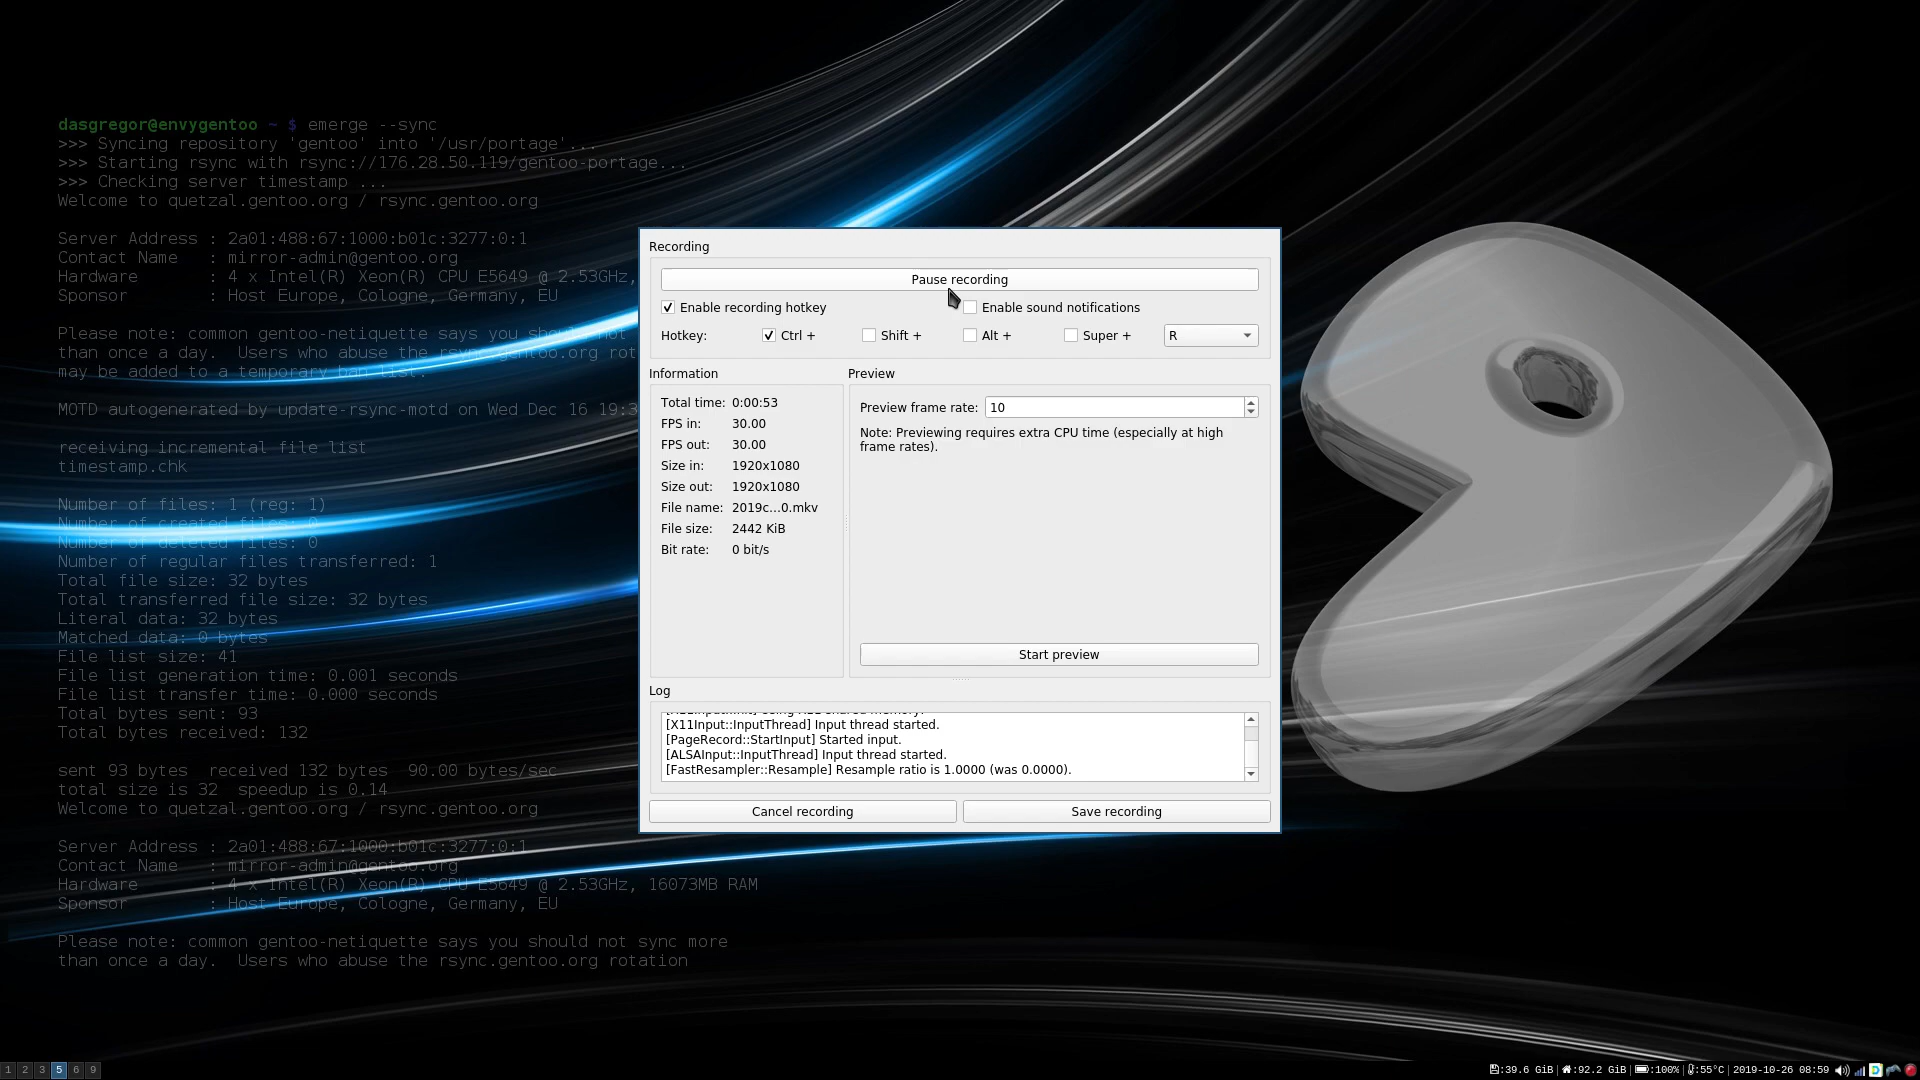 dasgregor@envygentoo ~ $ emerge --sync
>>> Syncing repository 'gentoo' into '/usr/portage'...
>>> Starting rsync with rsync://176.28.50.119/gentoo-portage...
>>> Checking server timestamp ...
Welcome to quetzal.gentoo.org / rsync.gentoo.org
Server Address : 2a01:488:67:1000:b01c:3277:0:1
Contact Name   : mirror-admin@gentoo.org
Hardware       : 4 x Intel(R) Xeon(R) CPU E5649 @ 2.53GHz,
Sponsor        : Host Europe, Cologne, Germany, EU
Please note: common gentoo-netiquette says you should not
than once a day.  Users who abuse the rsync.gentoo.org rot
may be added to a temporary ban list.
MOTD autogenerated by update-rsync-motd on Wed Dec 16 19:3
receiving incremental file list
timestamp.chk
Number of files: 1 (reg: 1)
Number of created files: 0
Number of deleted files: 0
Number of regular files transferred: 1
Total file size: 32 bytes
Total transferred file size: 32 bytes
Literal data: 32 bytes
Matched data: 0 bytes
File list size: 41
File list generation time: 0.001 seconds
File list transfer time: 0.000 seconds
Total bytes sent: 93
Total bytes received: 132
sent 93 bytes  received 132 bytes  90.00 bytes/sec
total size is 32  speedup is 0.14
Welcome to quetzal.gentoo.org / rsync.gentoo.org
Server Address : 2a01:488:67:1000:b01c:3277:0:1
Contact Name   : mirror-admin@gentoo.org
Hardware       : 4 x Intel(R) Xeon(R) CPU E5649 @ 2.53GHz, 16073MB RAM
Sponsor        : Host Europe, Cologne, Germany, EU
Please note: common gentoo-netiquette says you should not sync more
than once a day.  Users who abuse the rsync.gentoo.org rotation
Recording
Pause recording
Enable recording hotkey
Enable sound notifications
Hotkey: Ctrl + Shift + Alt + Super + R
Information
Total time: 0:00:53
FPS in: 30.00
FPS out: 30.00
Size in: 1920x1080
Size out: 1920x1080
File name: 2019c...0.mkv
File size: 2442 KiB
Bit rate: 0 bit/s
Preview
Preview frame rate: 10
Note: Previewing requires extra CPU time (especially at high
frame rates).
Start preview
Log
[X11Input::InputThread] Input thread started.
[PageRecord::StartInput] Started input.
[ALSAInput::InputThread] Input thread started.
[FastResampler::Resample] Resample ratio is 1.0000 (was 0.0000).
Cancel recording
Save recording
1 2 3 5 6 9
:39.6 GiB :92.2 GiB :100% :55°C 2019-10-26 08:59